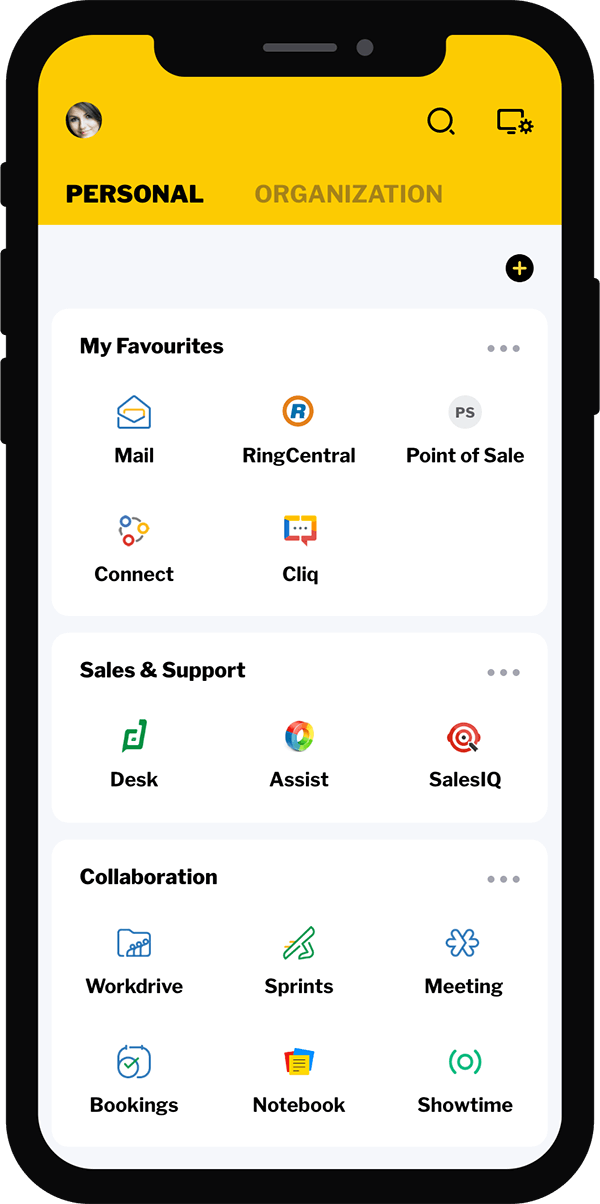 PERSONAL ORGANIZATION
My Favourites
R PS
Mail RingCentral Point of Sale
Connect Cliq
Sales & Support
Desk Assist SalesIQ
Collaboration
Workdrive Sprints Meeting
Bookings Notebook Showtime